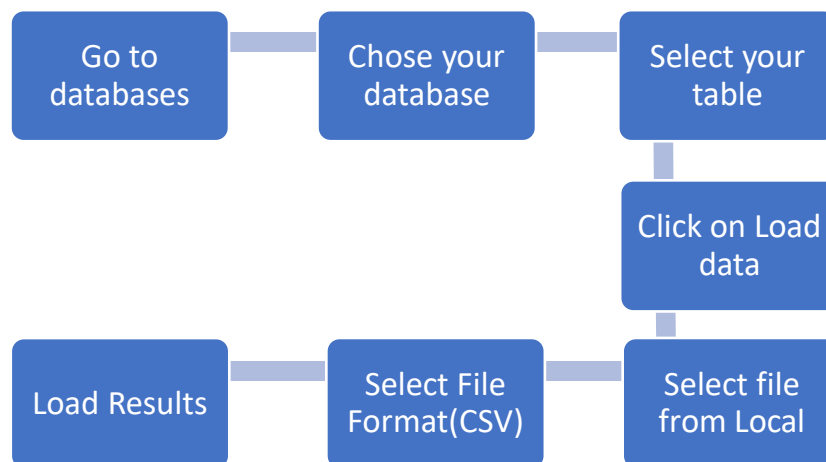 Go to
databases
Chose your
database
Select your
table
Click on Load
data
Select file
from Local
Select File
Format(CSV)
Load Results